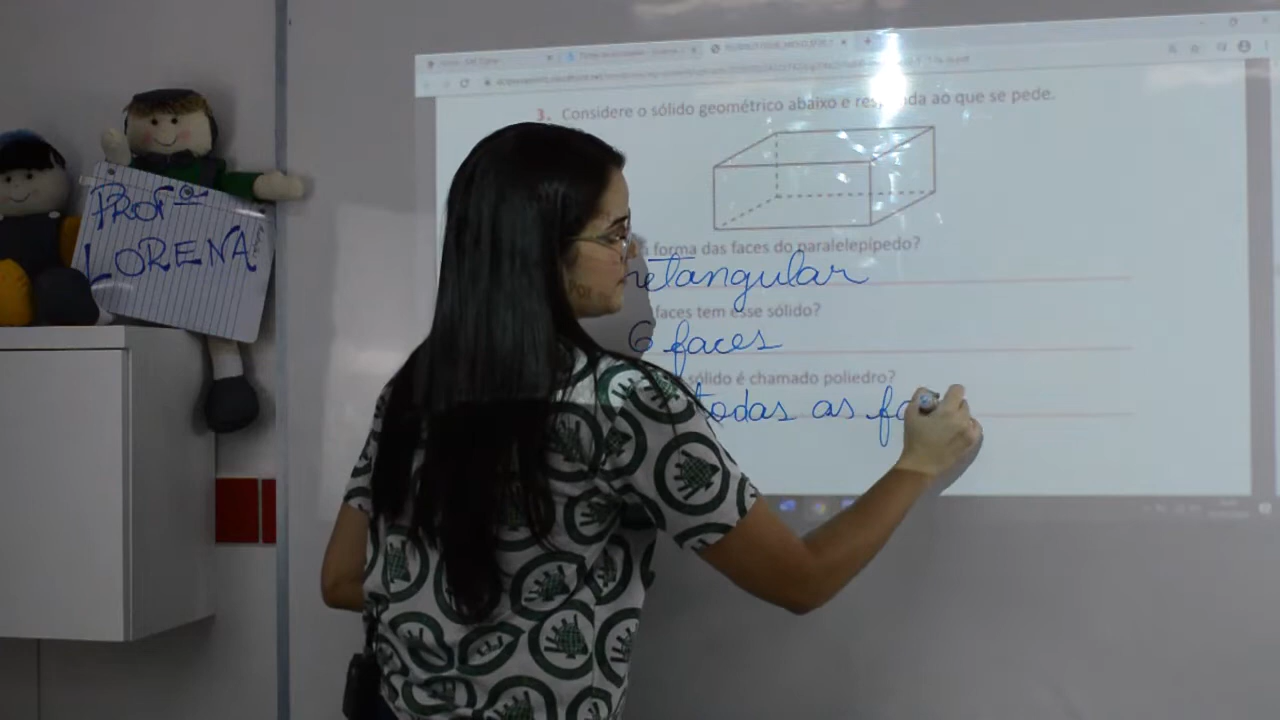 PROFª
LORENA
3. Considere o sólido geométrico abaixo e responda ao que se pede.
forma das faces do paralelepípedo?
retangular
faces tem esse sólido?
6 faces
sólido é chamado poliedro?
todas as fa